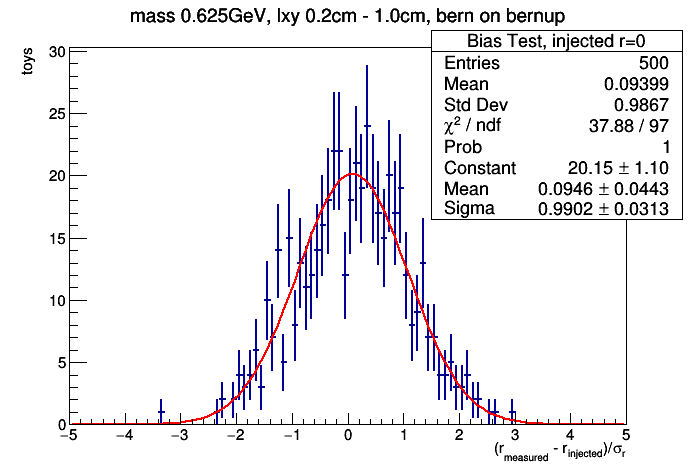 mass 0.625GeV, lxy 0.2cm - 1.0cm, bern on bernup
Bias Test, injected r=0
Entries 500
Mean 0.09399
Std Dev 0.9867
χ² / ndf 37.88 / 97
Prob 1
Constant 20.15 ± 1.10
Mean 0.0946 ± 0.0443
Sigma 0.9902 ± 0.0313
toys
30
25
20
15
10
5
0
−5 −4 −3 −2 −1 0 1 2 3 4 5
(r_measured - r_injected)/σ_r